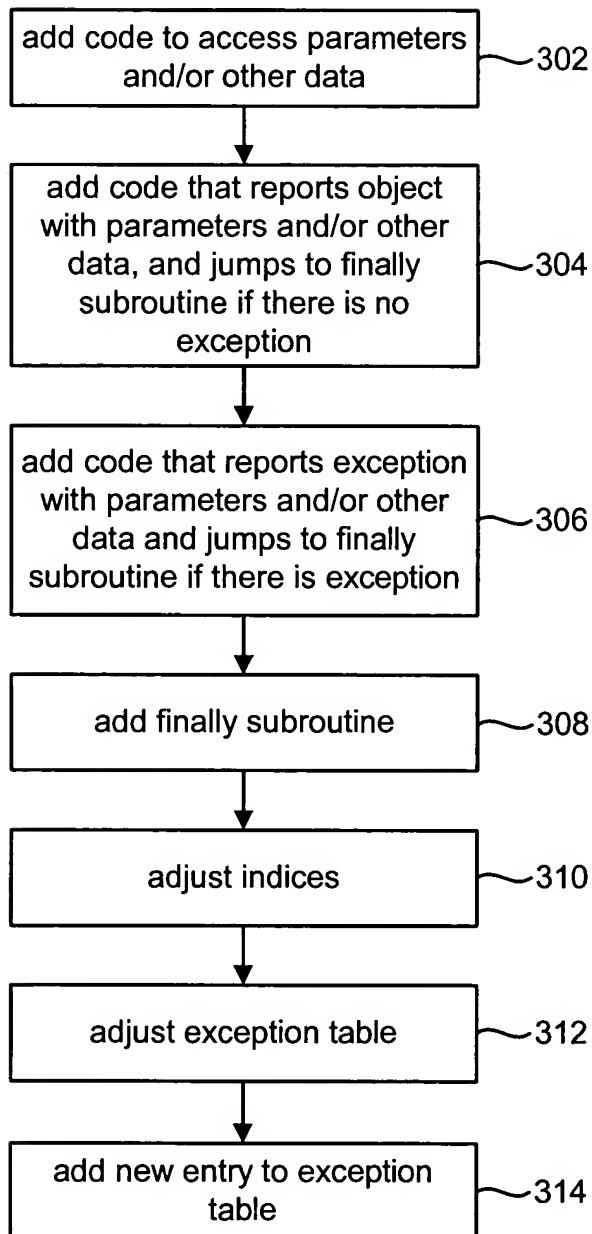 add code to access parameters
and/or other data
302
add code that reports object
with parameters and/or other
data, and jumps to finally
subroutine if there is no
exception
304
add code that reports exception
with parameters and/or other
data and jumps to finally
subroutine if there is exception
306
add finally subroutine
308
adjust indices
310
adjust exception table
312
add new entry to exception
table
314